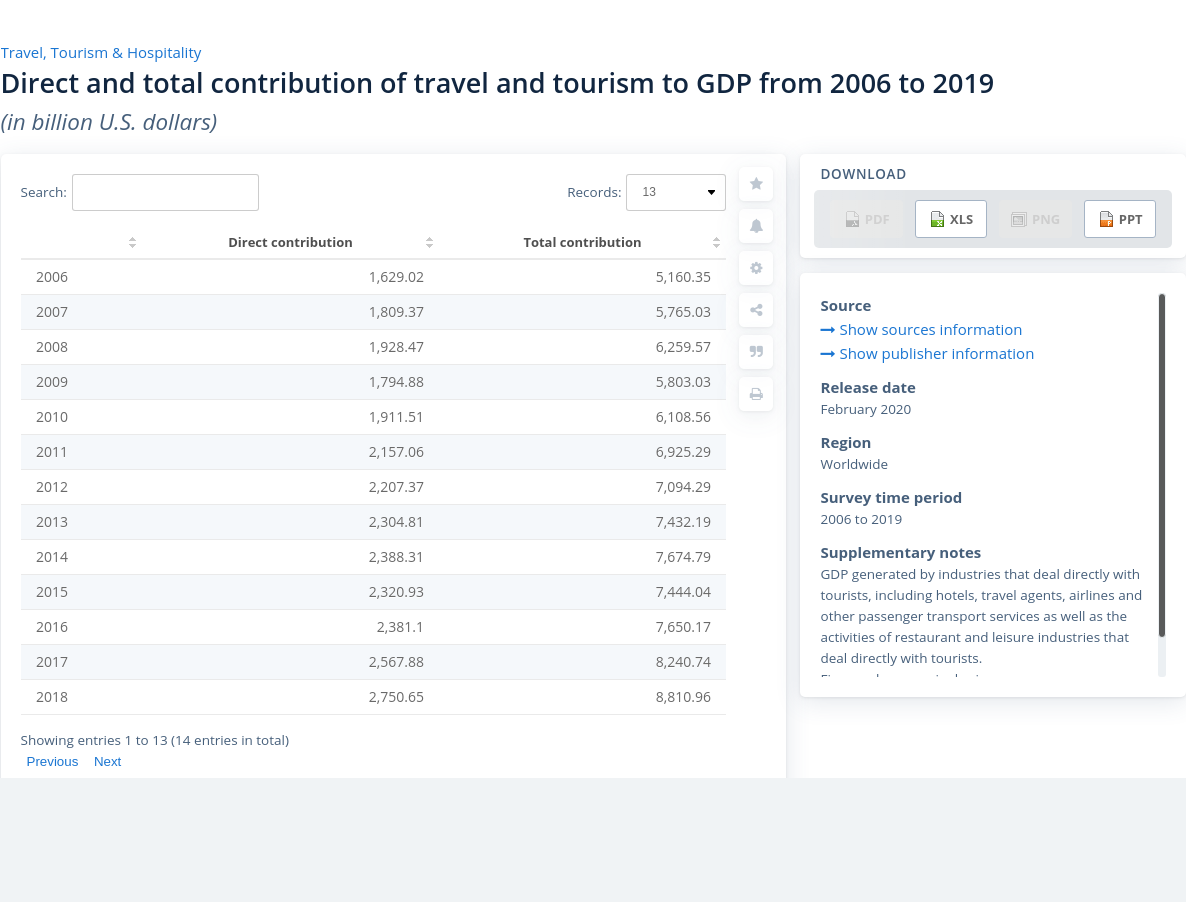 Travel, Tourism & Hospitality
Direct and total contribution of travel and tourism to GDP from 2006 to 2019
(in billion U.S. dollars)
Search:
Records: 13
Direct contribution Total contribution
2006 1,629.02 5,160.35
2007 1,809.37 5,765.03
2008 1,928.47 6,259.57
2009 1,794.88 5,803.03
2010 1,911.51 6,108.56
2011 2,157.06 6,925.29
2012 2,207.37 7,094.29
2013 2,304.81 7,432.19
2014 2,388.31 7,674.79
2015 2,320.93 7,444.04
2016 2,381.1 7,650.17
2017 2,567.88 8,240.74
2018 2,750.65 8,810.96
Showing entries 1 to 13 (14 entries in total)
Previous Next
DOWNLOAD
PDF XLS PNG PPT
Source
Show sources information
Show publisher information
Release date
February 2020
Region
Worldwide
Survey time period
2006 to 2019
Supplementary notes
GDP generated by industries that deal directly with
tourists, including hotels, travel agents, airlines and
other passenger transport services as well as the
activities of restaurant and leisure industries that
deal directly with tourists.